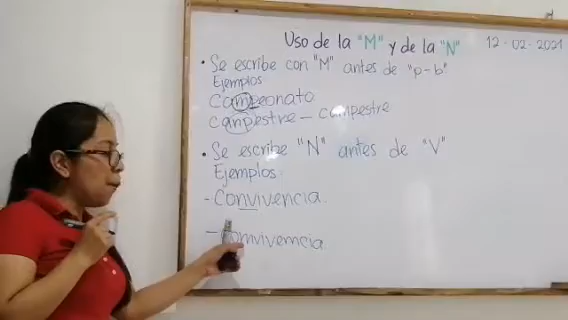 Uso de la "M" y de la "N" 12-02-2021
• Se escribe con "M" antes de "p-b"
Ejemplos
Campeonato
canpestre - campestre
• Se escribe "N" antes de "V"
Ejemplos:
- Convivencia.
- Comvivemcia